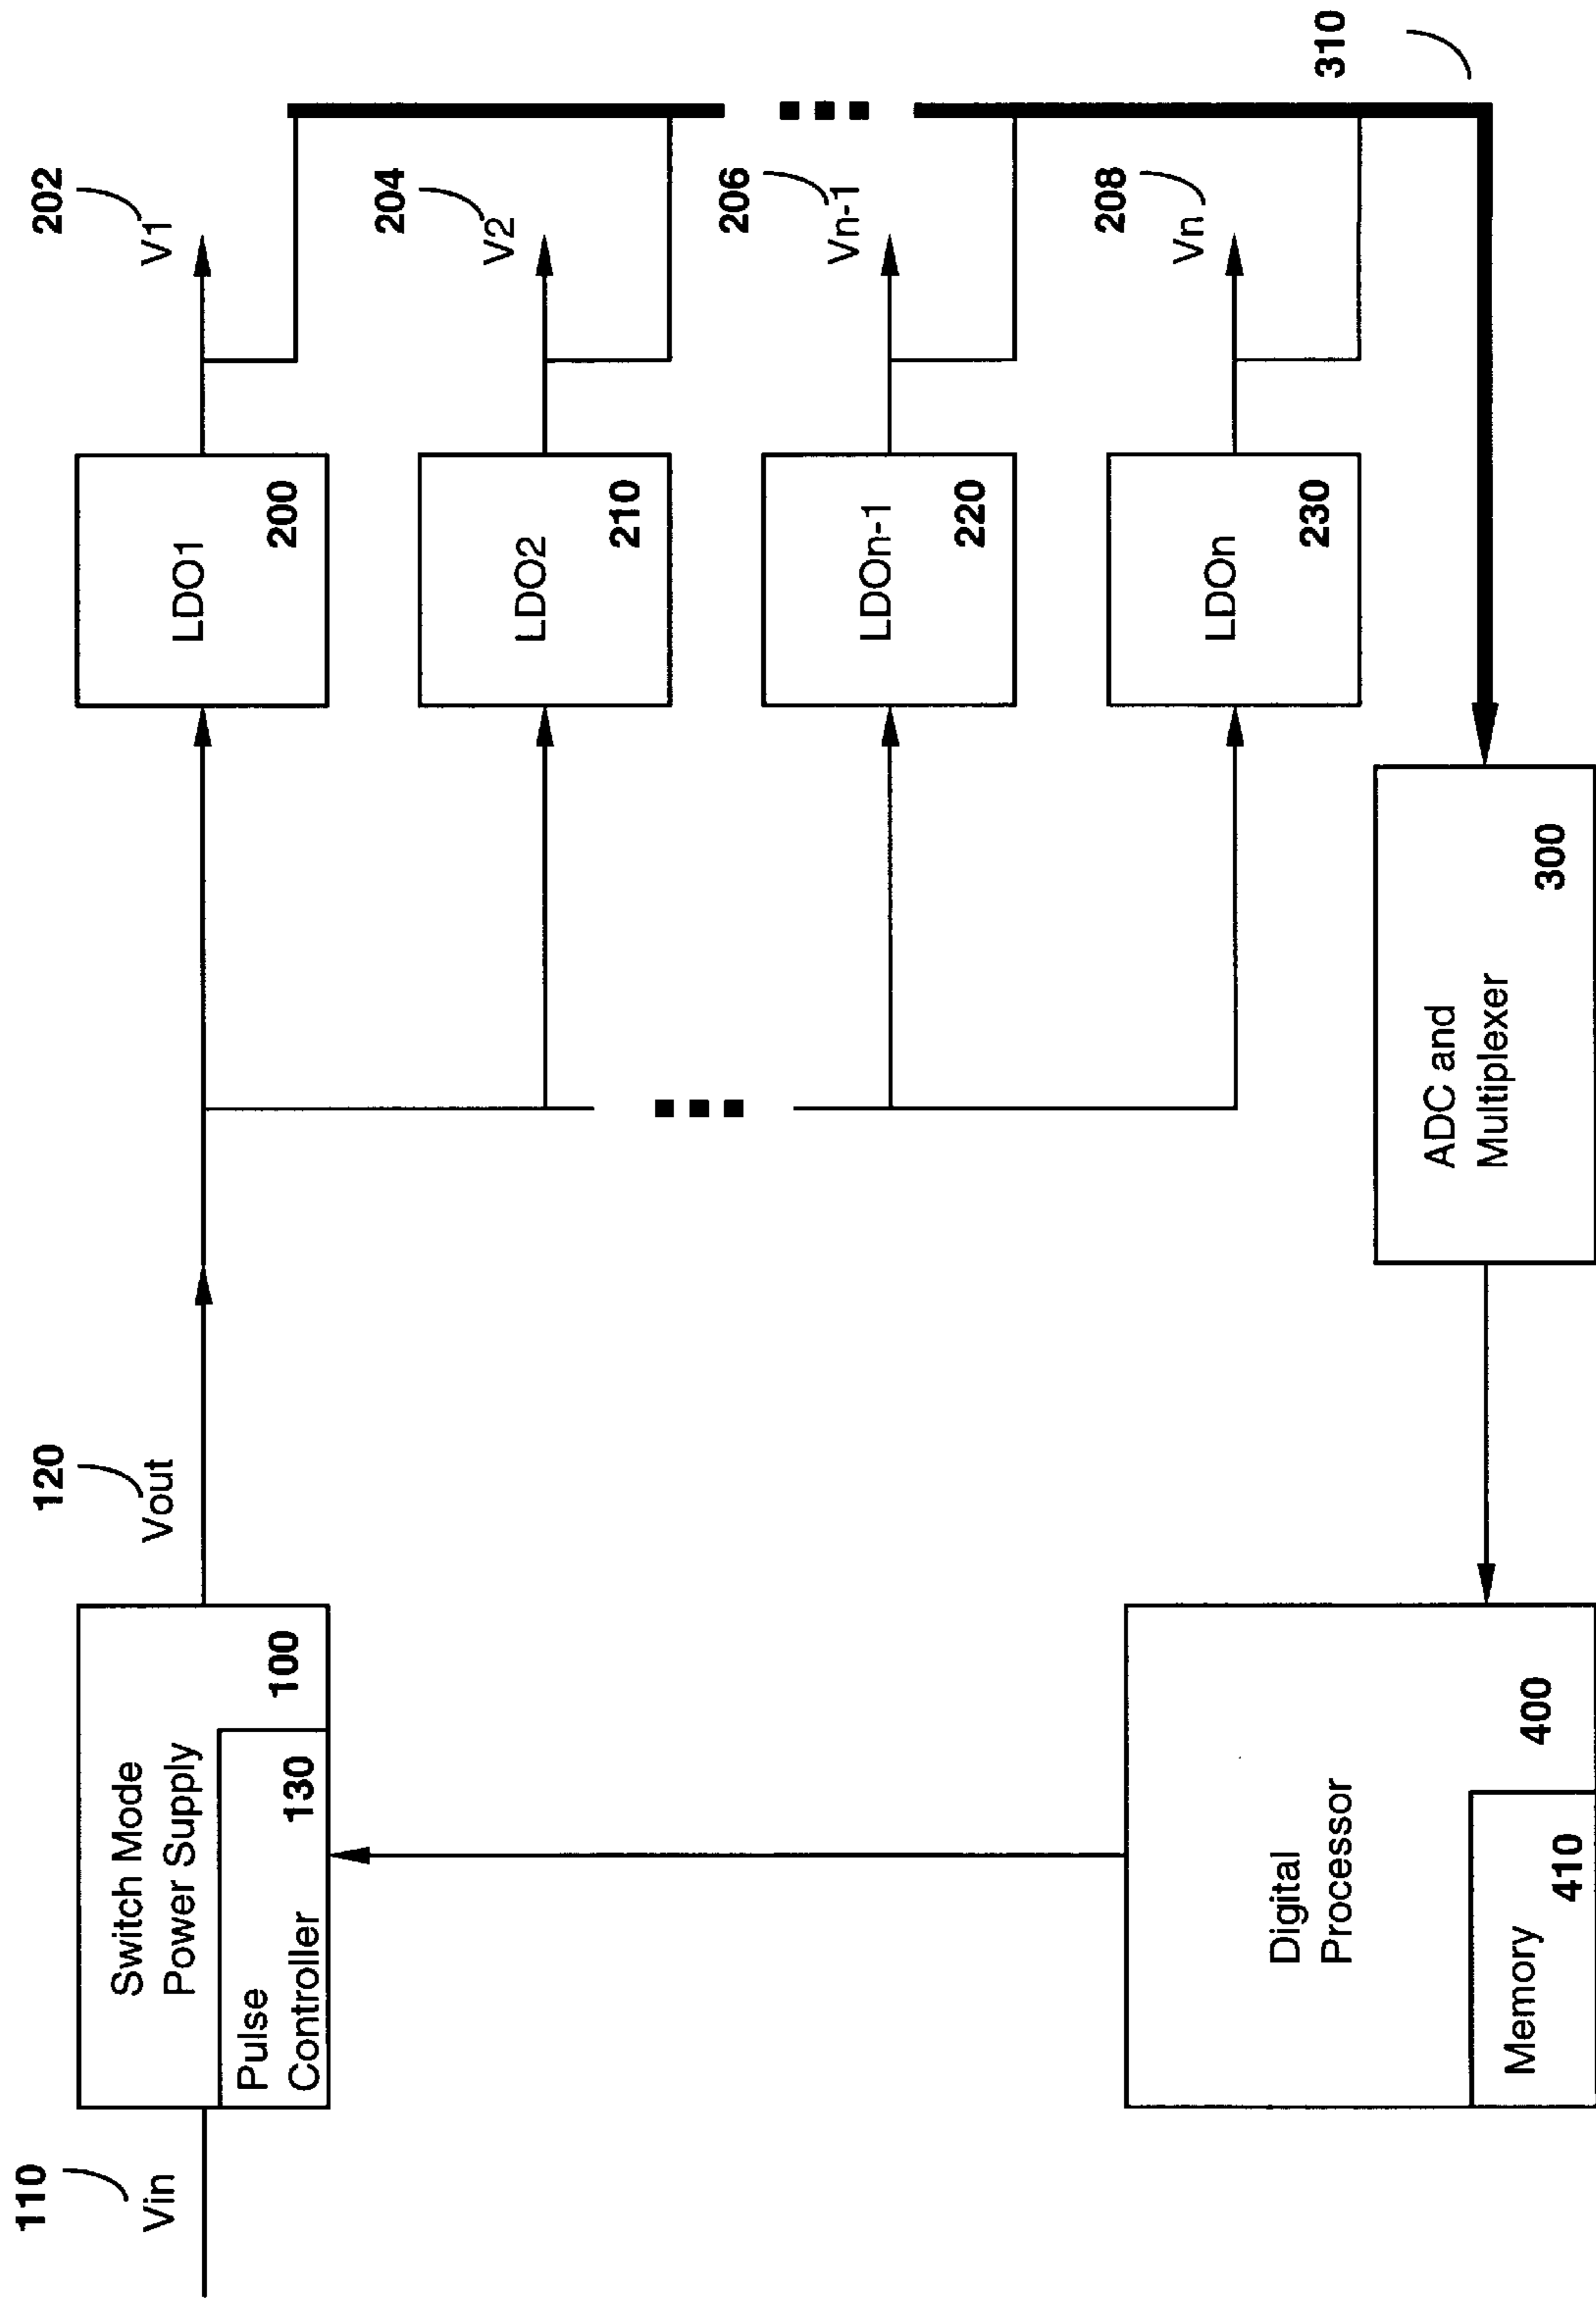 110
Vin
Switch Mode
Power Supply
100
Pulse
Controller
130
120
Vout
LDO1
200
202
V1
LDO2
210
204
V2
LDOn-1
220
206
Vn-1
LDOn
230
208
Vn
310
ADC and
Multiplexer
300
Digital
Processor
400
Memory
410